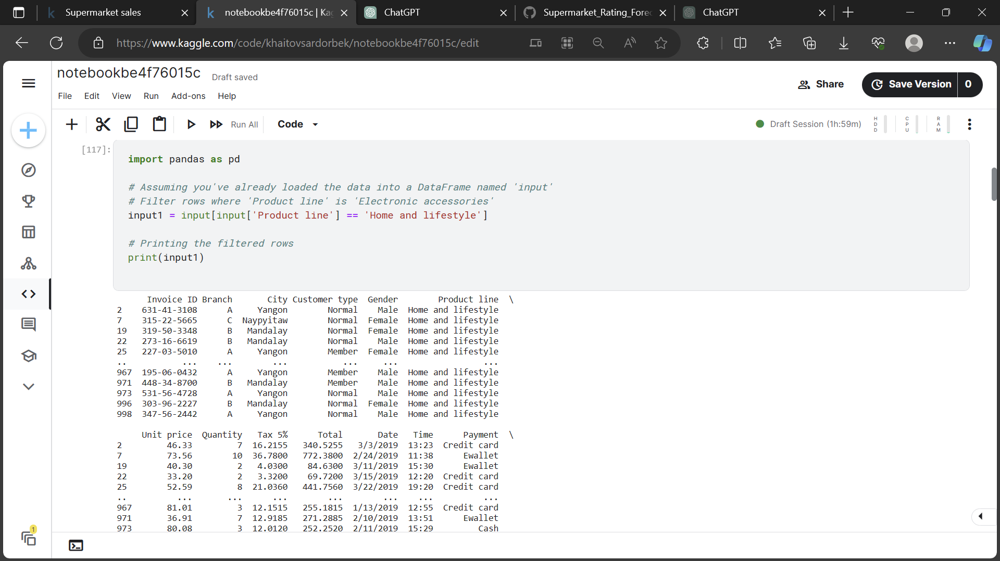 Supermarket sales
notebookbe4f76015c | Kag
ChatGPT
Supermarket_Rating_Forec
ChatGPT
https://www.kaggle.com/code/khaitovsardorbek/notebookbe4f76015c/edit
notebookbe4f76015c Draft saved
Share
Save Version 0
File Edit View Run Add-ons Help
Run All
Code
Draft Session (1h:59m)
HDD
CPU
RAM
[117]:
import pandas as pd
# Assuming you've already loaded the data into a DataFrame named 'input'
# Filter rows where 'Product line' is 'Electronic accessories'
input1 = input[input['Product line'] == 'Home and lifestyle']
# Printing the filtered rows
print(input1)
Invoice ID Branch City Customer type Gender Product line \
2 631-41-3108 A Yangon Normal Male Home and lifestyle
7 315-22-5665 C Naypyitaw Normal Female Home and lifestyle
19 319-50-3348 B Mandalay Normal Female Home and lifestyle
22 273-16-6619 B Mandalay Normal Male Home and lifestyle
25 227-03-5010 A Yangon Member Female Home and lifestyle
.. ... ... ... ... ... ...
967 195-06-0432 A Yangon Member Male Home and lifestyle
971 448-34-8700 B Mandalay Member Male Home and lifestyle
973 531-56-4728 A Yangon Normal Male Home and lifestyle
996 303-96-2227 B Mandalay Normal Female Home and lifestyle
998 347-56-2442 A Yangon Normal Male Home and lifestyle
Unit price Quantity Tax 5% Total Date Time Payment \
2 46.33 7 16.2155 340.5255 3/3/2019 13:23 Credit card
7 73.56 10 36.7800 772.3800 2/24/2019 11:38 Ewallet
19 40.30 2 4.0300 84.6300 3/11/2019 15:30 Ewallet
22 33.20 2 3.3200 69.7200 3/15/2019 12:20 Credit card
25 52.59 8 21.0360 441.7560 3/22/2019 19:20 Credit card
.. ... ... ... ... ... ... ...
967 81.01 3 12.1515 255.1815 1/13/2019 12:55 Credit card
971 36.91 7 12.9185 271.2885 2/10/2019 13:51 Ewallet
973 80.08 3 12.0120 252.2520 2/11/2019 15:29 Cash
1